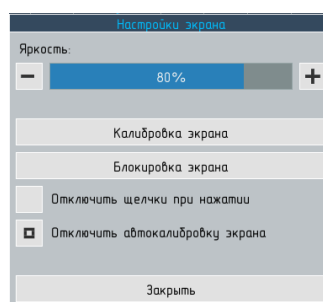 Настройки экрана
Яркость:
80%
Калибровка экрана
Блокировка экрана
Отключить щелчки при нажатии
Отключить автокалибровку экрана
Закрыть